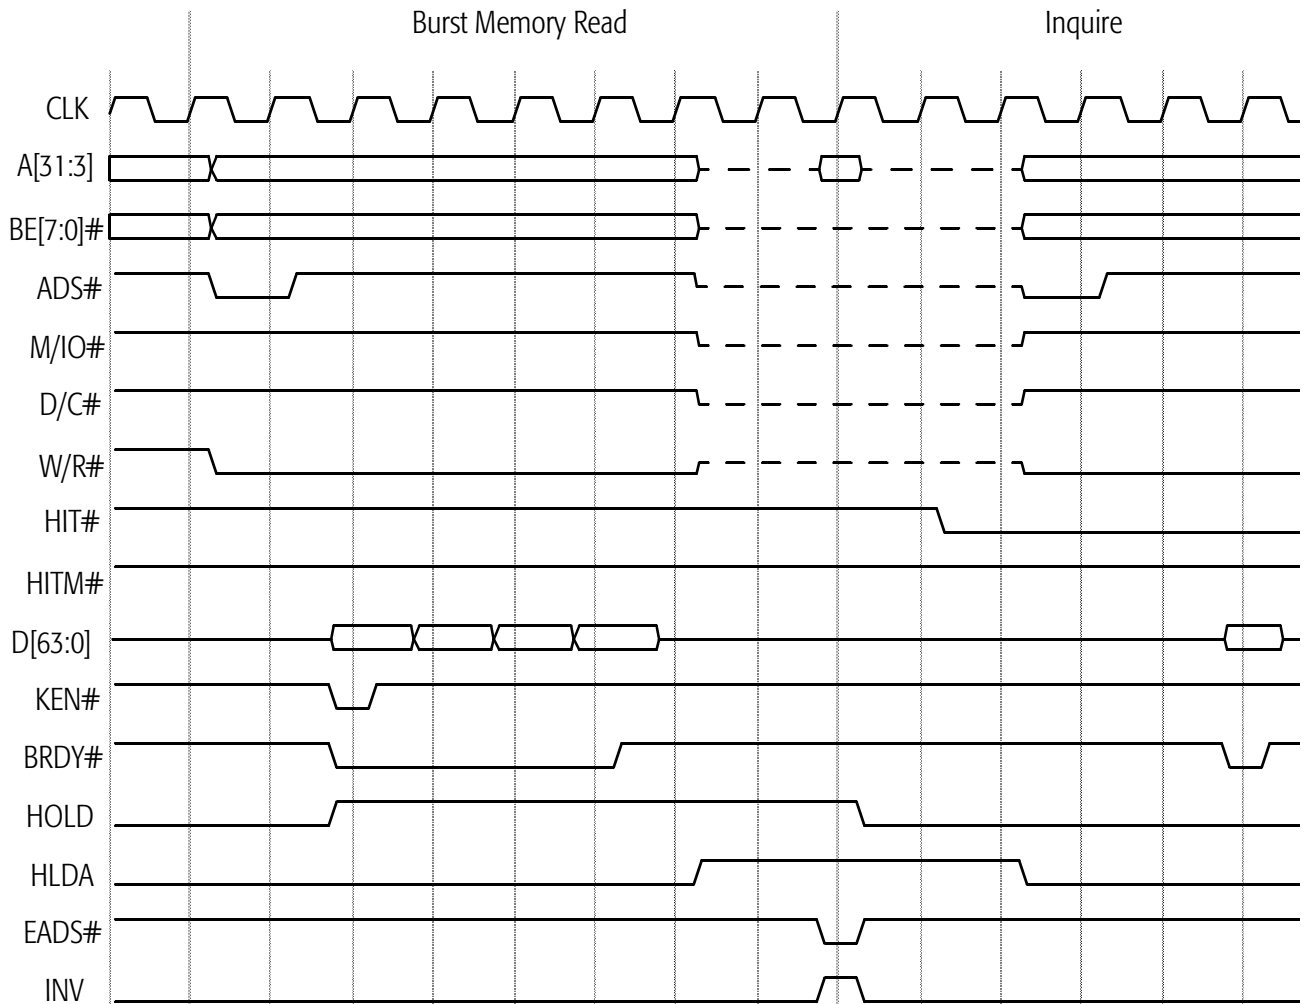 Burst Memory Read
Inquire
CLK
A[31:3]
BE[7:0]#
ADS#
M/IO#
D/C#
W/R#
HIT#
HITM#
D[63:0]
KEN#
BRDY#
HOLD
HLDA
EADS#
INV